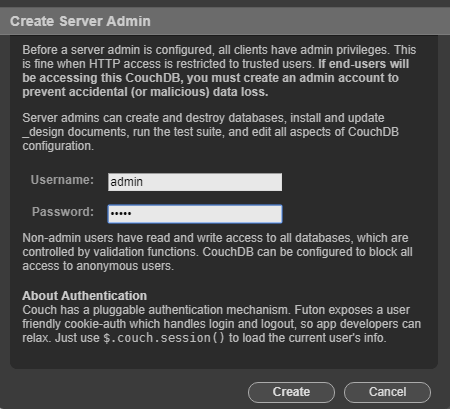 Create Server Admin
Before a server admin is configured, all clients have admin privileges. This
is fine when HTTP access is restricted to trusted users. If end-users will
be accessing this CouchDB, you must create an admin account to
prevent accidental (or malicious) data loss.
Server admins can create and destroy databases, install and update
_design documents, run the test suite, and edit all aspects of CouchDB
configuration.
Username: admin
Password: •••••
Non-admin users have read and write access to all databases, which are
controlled by validation functions. CouchDB can be configured to block all
access to anonymous users.
About Authentication
Couch has a pluggable authentication mechanism. Futon exposes a user
friendly cookie-auth which handles login and logout, so app developers can
relax. Just use $.couch.session() to load the current user's info.
Create Cancel